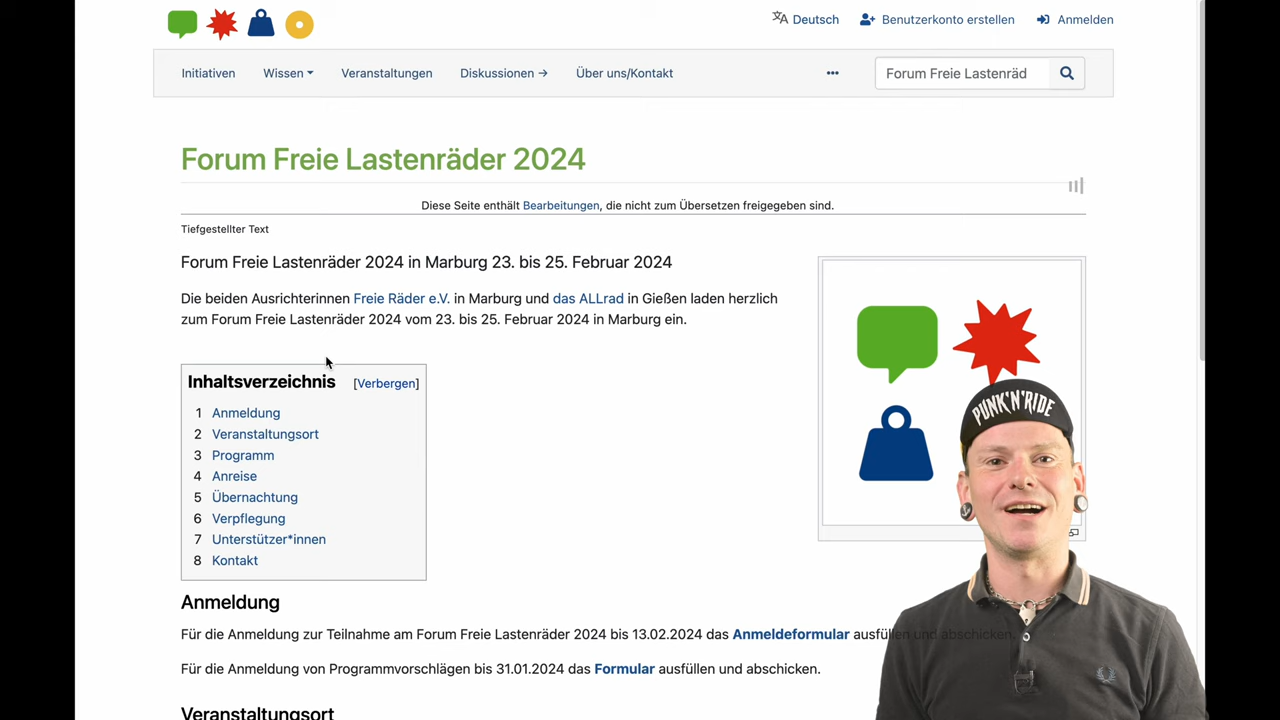 Deutsch Benutzerkonto erstellen Anmelden
Initiativen Wissen Veranstaltungen Diskussionen → Über uns/Kontakt ••• Forum Freie Lastenräd
Forum Freie Lastenräder 2024
Diese Seite enthält Bearbeitungen, die nicht zum Übersetzen freigegeben sind.
Tiefgestellter Text
Forum Freie Lastenräder 2024 in Marburg 23. bis 25. Februar 2024
Die beiden Ausrichterinnen Freie Räder e.V. in Marburg und das ALLrad in Gießen laden herzlich
zum Forum Freie Lastenräder 2024 vom 23. bis 25. Februar 2024 in Marburg ein.
Inhaltsverzeichnis [Verbergen]
1 Anmeldung
2 Veranstaltungsort
3 Programm
4 Anreise
5 Übernachtung
6 Verpflegung
7 Unterstützer*innen
8 Kontakt
PUNK'N'RIDE
Anmeldung
Für die Anmeldung zur Teilnahme am Forum Freie Lastenräder 2024 bis 13.02.2024 das Anmeldeformular ausfüllen und abschicken.
Für die Anmeldung von Programmvorschlägen bis 31.01.2024 das Formular ausfüllen und abschicken.
Veranstaltungsort